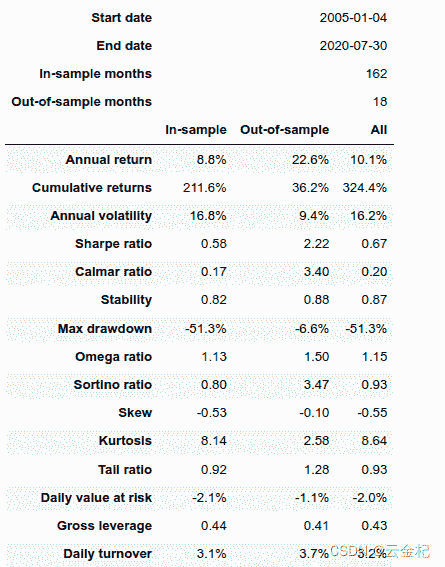 Start date 2005-01-04
End date 2020-07-30
In-sample months 162
Out-of-sample months 18
In-sample Out-of-sample All
Annual return 8.8% 22.6% 10.1%
Cumulative returns 211.6% 36.2% 324.4%
Annual volatility 16.8% 9.4% 16.2%
Sharpe ratio 0.58 2.22 0.67
Calmar ratio 0.17 3.40 0.20
Stability 0.82 0.88 0.87
Max drawdown -51.3% -6.6% -51.3%
Omega ratio 1.13 1.50 1.15
Sortino ratio 0.80 3.47 0.93
Skew -0.53 -0.10 -0.55
Kurtosis 8.14 2.58 8.64
Tail ratio 0.92 1.28 0.93
Daily value at risk -2.1% -1.1% -2.0%
Gross leverage 0.44 0.41 0.43
Daily turnover 3.1% 3.7% 3.2%
CSDN @云金杞